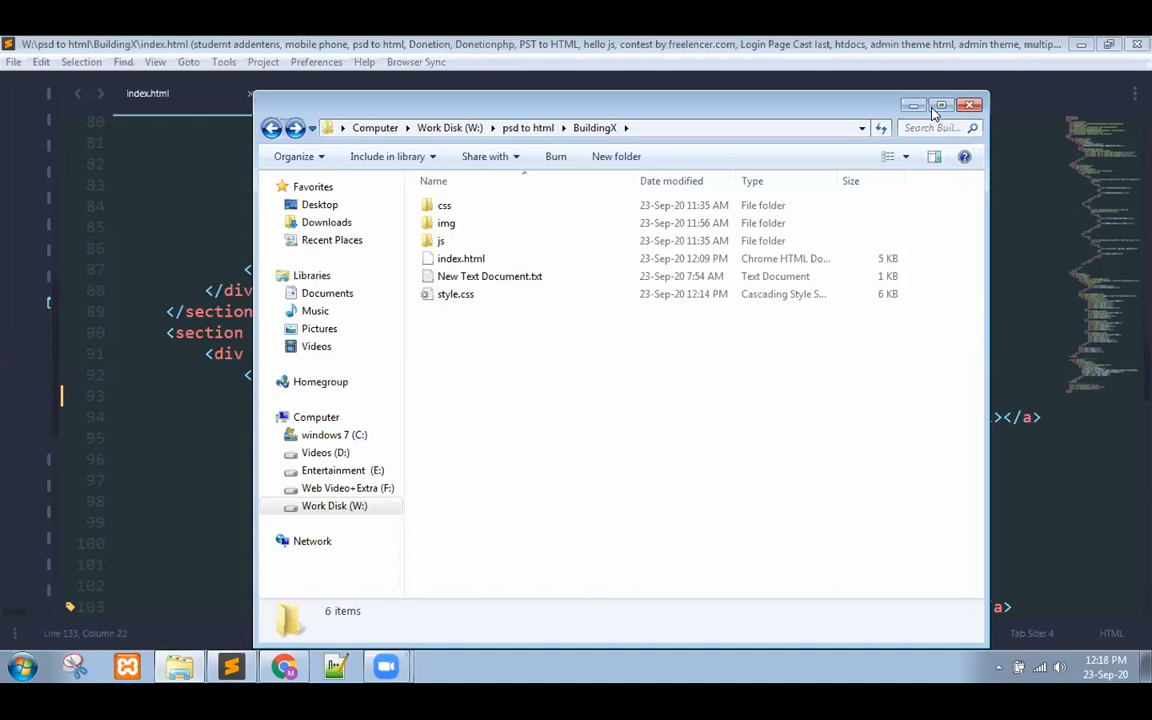 W:\psd to html\BuildingX\index.html (studernt addentens, mobile phone, psd to html, Donetion, Donetionphp, PST to HTML, hello js, contest by freelencer.com, Login Page Cast last, htdocs, admin theme html, admin theme, multip...
File Edit Selection Find View Goto Tools Project Preferences Help Browser Sync
index.html
Computer Work Disk (W:) psd to html BuildingX
Search Buil...
Organize Include in library Share with Burn New folder
Name Date modified Type Size
css 23-Sep-20 11:35 AM File folder
img 23-Sep-20 11:56 AM File folder
js 23-Sep-20 11:35 AM File folder
index.html 23-Sep-20 12:09 PM Chrome HTML Do... 5 KB
New Text Document.txt 23-Sep-20 7:54 AM Text Document 1 KB
style.css 23-Sep-20 12:14 PM Cascading Style S... 6 KB
Favorites
Desktop
Downloads
Recent Places
Libraries
Documents
Music
Pictures
Videos
Homegroup
Computer
windows 7 (C:)
Videos (D:)
Entertainment (E:)
Web Video+Extra (F:)
Work Disk (W:)
Network
6 items
80
81
82
83
84
85
86
87 <
88 </div
89 </section
90 <section
91 <div
92 <
93
94 ></a>
95
96
97
98
99
100
101
102
103 a>
Line 133, Column 22
Tab Size: 4
HTML
12:18 PM
23-Sep-20